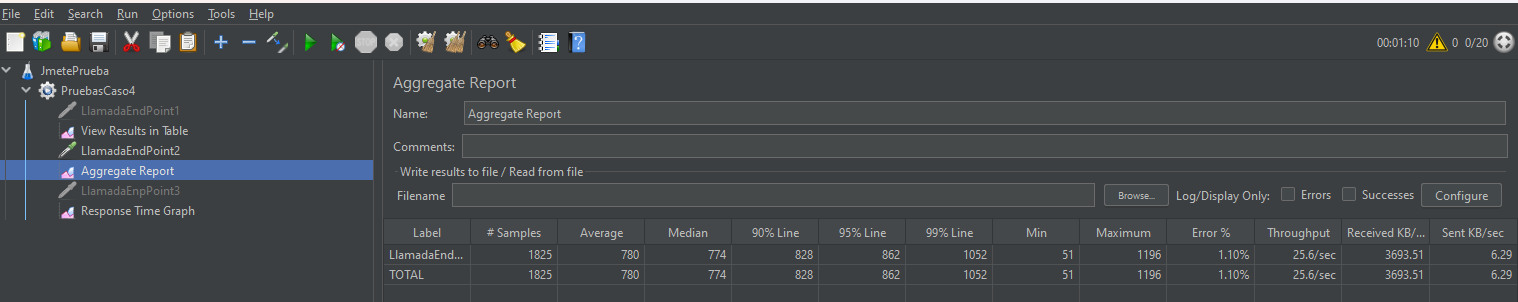 File Edit Search Run Options Tools Help
STOP 00:01:10 0 0/20
JmetePrueba
PruebasCaso4
LlamadaEndPoint1
View Results in Table
LlamadaEndPoint2
Aggregate Report
LlamadaEnpPoint3
Response Time Graph
Aggregate Report
Name: Aggregate Report
Comments:
Write results to file / Read from file
Filename Browse... Log/Display Only: Errors Successes Configure
Label # Samples Average Median 90% Line 95% Line 99% Line Min Maximum Error % Throughput Received KB/... Sent KB/sec
LlamadaEnd... 1825 780 774 828 862 1052 51 1196 1.10% 25.6/sec 3693.51 6.29
TOTAL 1825 780 774 828 862 1052 51 1196 1.10% 25.6/sec 3693.51 6.29